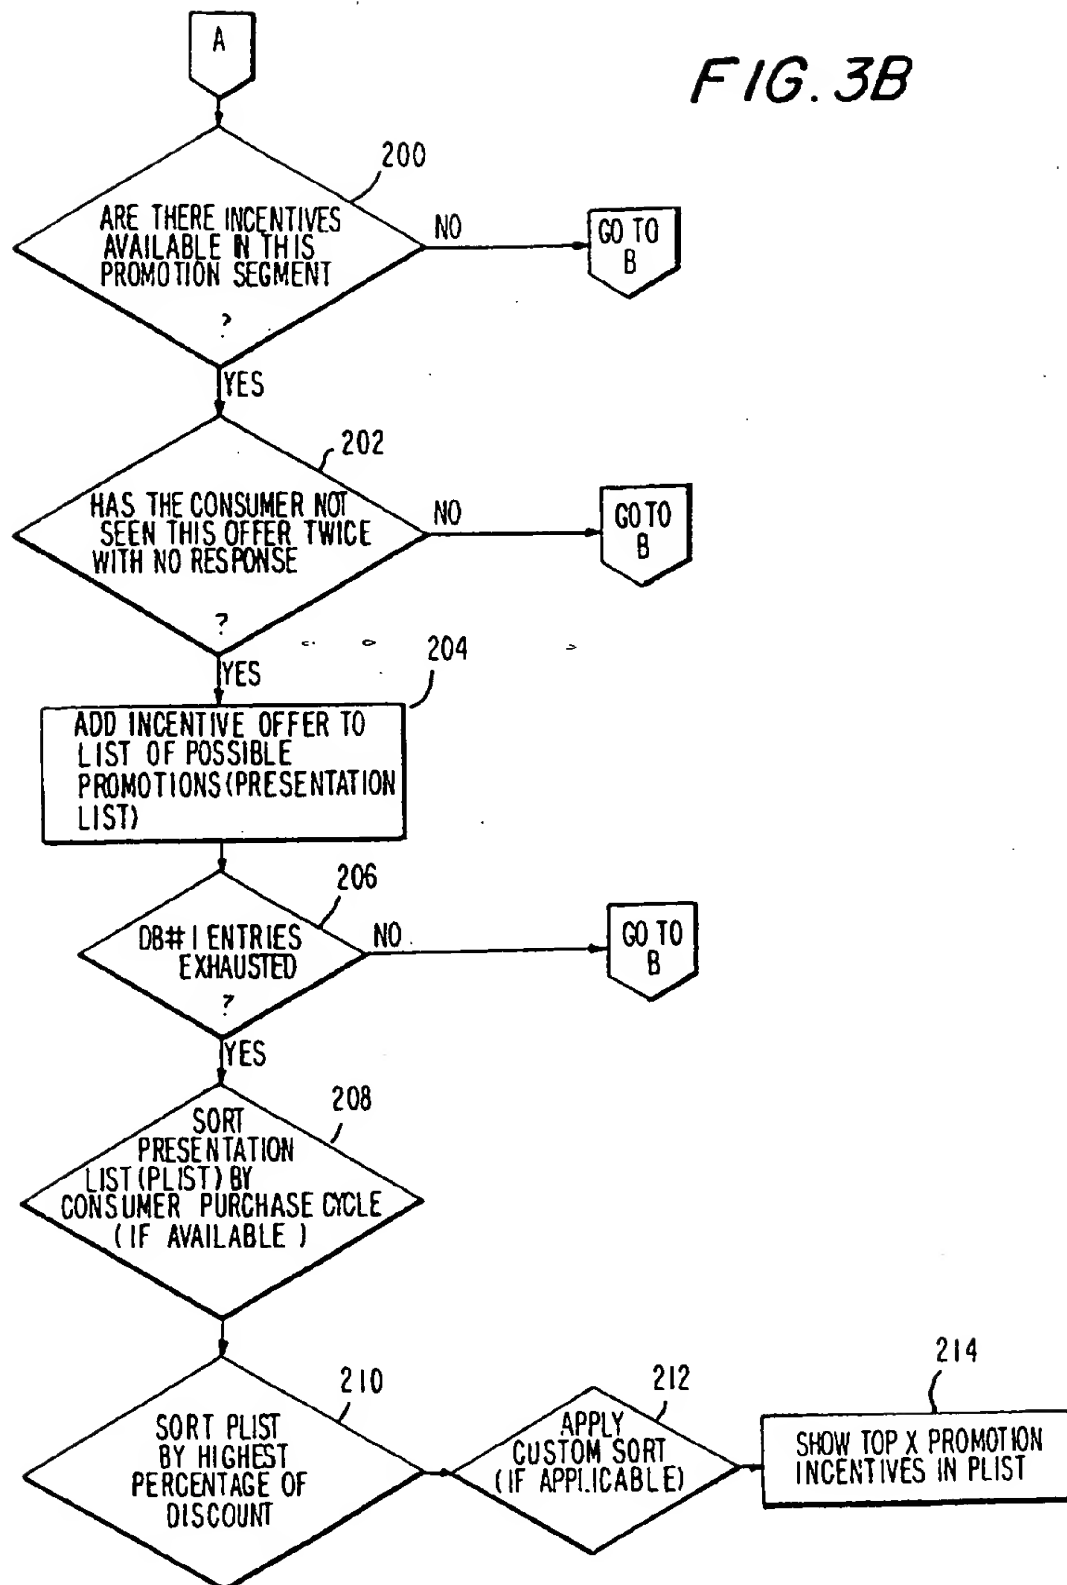 A
FIG. 3B
200
ARE THERE INCENTIVES
AVAILABLE IN THIS
PROMOTION SEGMENT
?
NO
GO TO
B
YES
202
HAS THE CONSUMER NOT
SEEN THIS OFFER TWICE
WITH NO RESPONSE
?
NO
GO TO
B
YES
204
ADD INCENTIVE OFFER TO
LIST OF POSSIBLE
PROMOTIONS (PRESENTATION
LIST)
206
DB# 1 ENTRIES
EXHAUSTED
?
NO
GO TO
B
YES
208
SORT
PRESENTATION
LIST (PLIST) BY
CONSUMER PURCHASE CYCLE
(IF AVAILABLE)
210
SORT PLIST
BY HIGHEST
PERCENTAGE OF
DISCOUNT
212
APPLY
CUSTOM SORT
(IF APPLICABLE)
214
SHOW TOP X PROMOTION
INCENTIVES IN PLIST